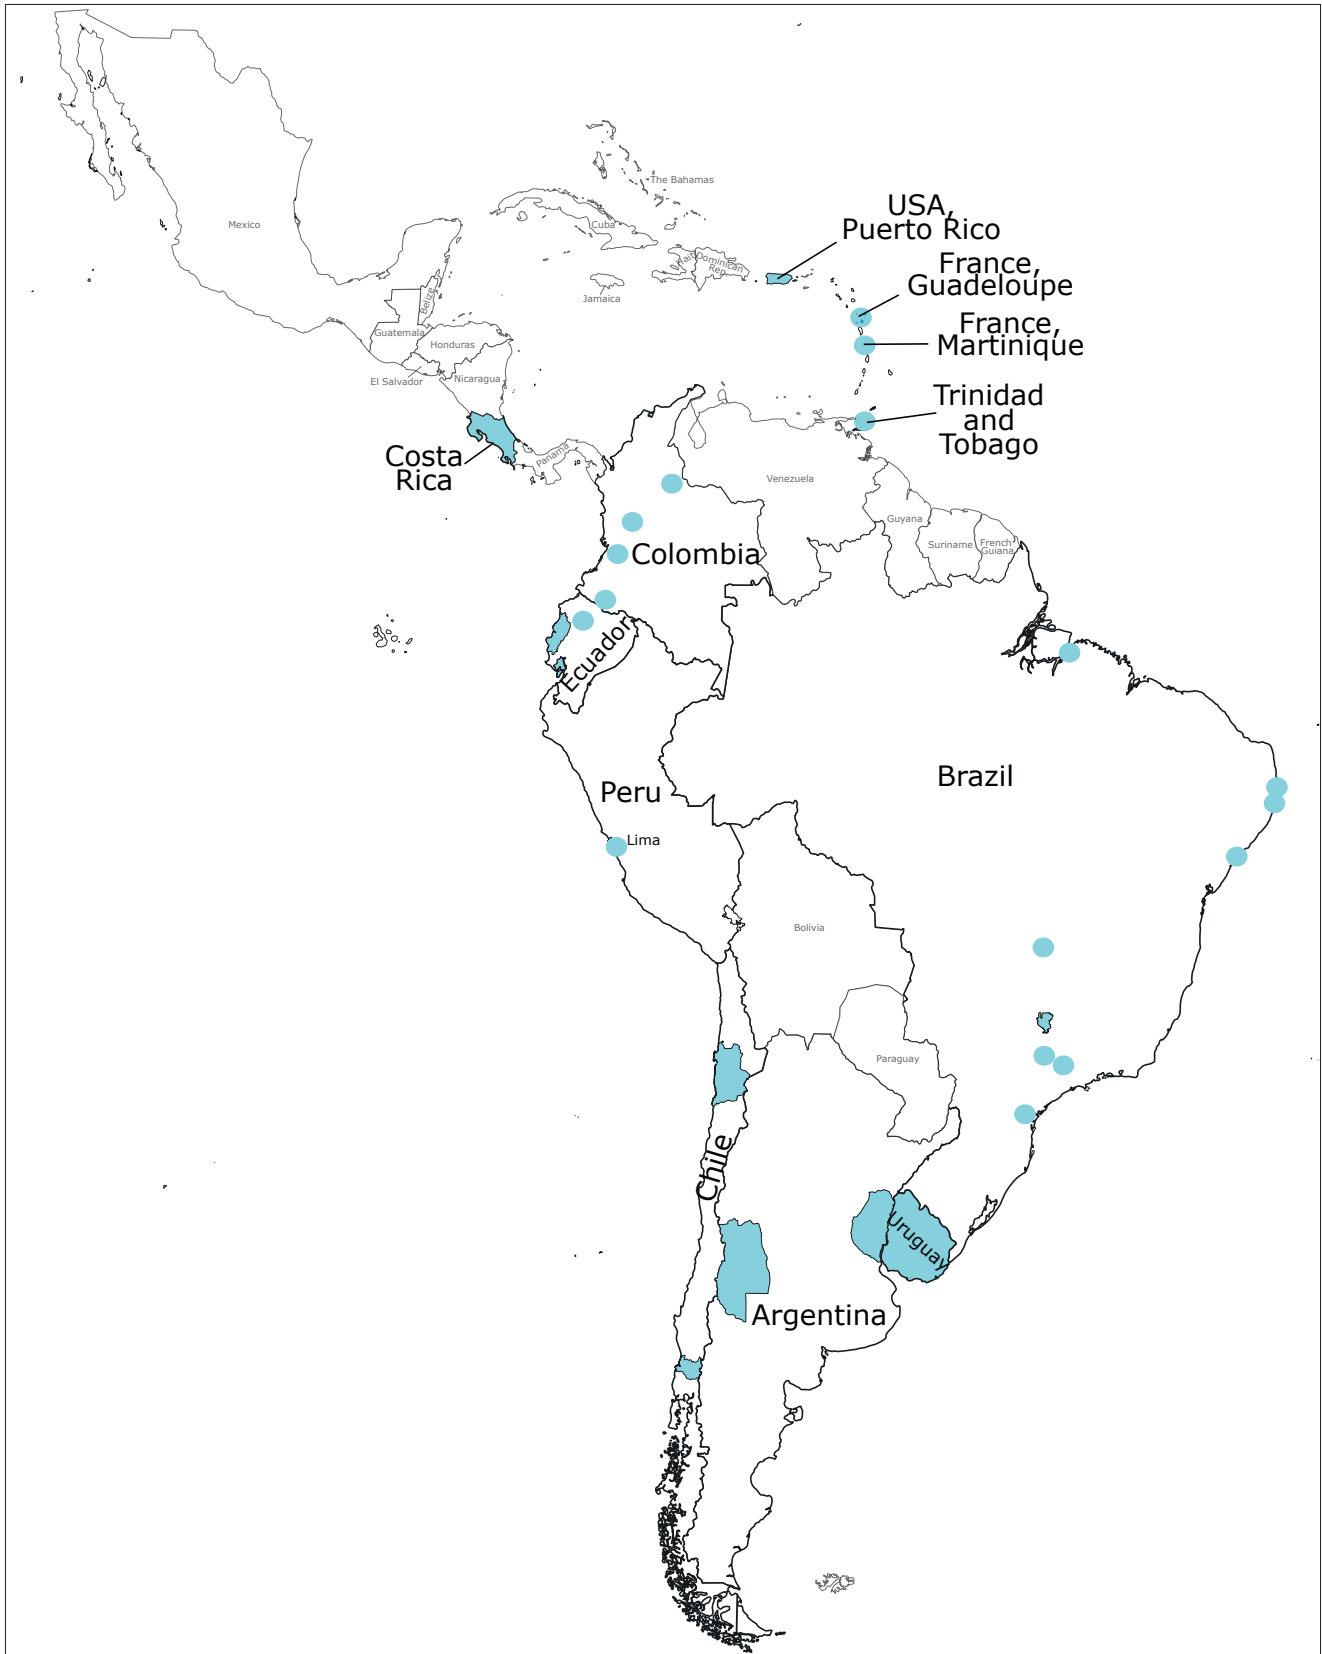 The Bahamas
Mexico
Cuba
USA,
Puerto Rico
Haiti
Dominican
Rep.
France,
Guadeloupe
Jamaica
Belize
France,
Martinique
Guatemala
Honduras
El Salvador
Nicaragua
Trinidad
and
Tobago
Costa
Rica
Panama
Venezuela
Guyana
Suriname
French
Guiana
Colombia
Ecuador
Brazil
Peru
Lima
Bolivia
Paraguay
Chile
Uruguay
Argentina